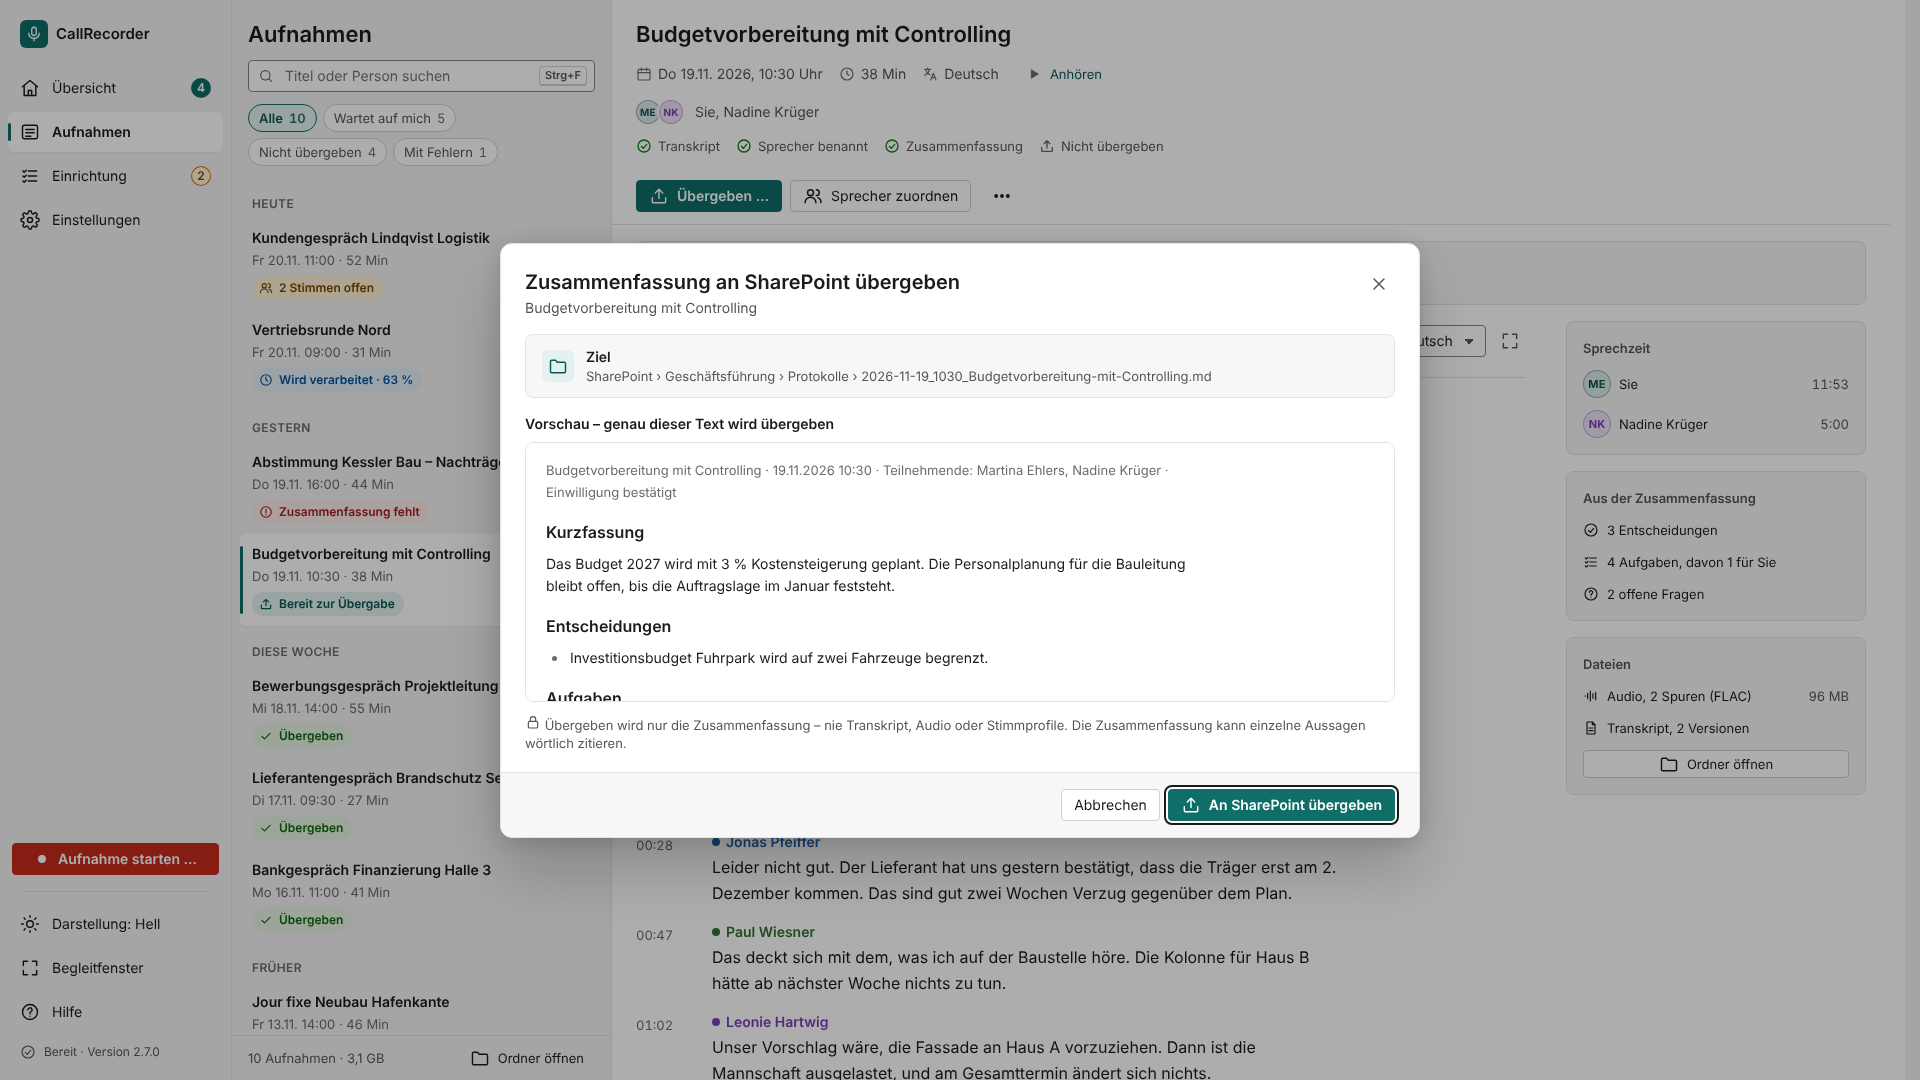 CallRecorder
Übersicht 4
Aufnahmen
Einrichtung 2
Einstellungen
Aufnahme starten ...
Darstellung: Hell
Begleitfenster
Hilfe
Bereit · Version 2.7.0
Aufnahmen
Titel oder Person suchen Strg+F
Alle 10 Wartet auf mich 5
Nicht übergeben 4 Mit Fehlern 1
HEUTE
Kundengespräch Lindqvist Logistik
Fr 20.11. 11:00 · 52 Min
2 Stimmen offen
Vertriebsrunde Nord
Fr 20.11. 09:00 · 31 Min
Wird verarbeitet · 63 %
GESTERN
Abstimmung Kessler Bau – Nachträge
Do 19.11. 16:00 · 44 Min
Zusammenfassung fehlt
Budgetvorbereitung mit Controlling
Do 19.11. 10:30 · 38 Min
Bereit zur Übergabe
DIESE WOCHE
Bewerbungsgespräch Projektleitung
Mi 18.11. 14:00 · 55 Min
Übergeben
Lieferantengespräch Brandschutz Se
Di 17.11. 09:30 · 27 Min
Übergeben
Bankgespräch Finanzierung Halle 3
Mo 16.11. 11:00 · 41 Min
Übergeben
FRÜHER
Jour fixe Neubau Hafenkante
Fr 13.11. 14:00 · 46 Min
10 Aufnahmen · 3,1 GB Ordner öffnen
Budgetvorbereitung mit Controlling
Do 19.11. 2026, 10:30 Uhr 38 Min Deutsch Anhören
ME NK Sie, Nadine Krüger
Transkript Sprecher benannt Zusammenfassung Nicht übergeben
Übergeben ... Sprecher zuordnen
utsch
Zusammenfassung an SharePoint übergeben
Budgetvorbereitung mit Controlling
Ziel
SharePoint › Geschäftsführung › Protokolle › 2026-11-19_1030_Budgetvorbereitung-mit-Controlling.md
Vorschau – genau dieser Text wird übergeben
Budgetvorbereitung mit Controlling · 19.11.2026 10:30 · Teilnehmende: Martina Ehlers, Nadine Krüger ·
Einwilligung bestätigt
Kurzfassung
Das Budget 2027 wird mit 3 % Kostensteigerung geplant. Die Personalplanung für die Bauleitung
bleibt offen, bis die Auftragslage im Januar feststeht.
Entscheidungen
• Investitionsbudget Fuhrpark wird auf zwei Fahrzeuge begrenzt.
Aufgaben
Übergeben wird nur die Zusammenfassung – nie Transkript, Audio oder Stimmprofile. Die Zusammenfassung kann einzelne Aussagen
wörtlich zitieren.
Abbrechen An SharePoint übergeben
00:28 Jonas Pfeiffer
Leider nicht gut. Der Lieferant hat uns gestern bestätigt, dass die Träger erst am 2.
Dezember kommen. Das sind gut zwei Wochen Verzug gegenüber dem Plan.
00:47 Paul Wiesner
Das deckt sich mit dem, was ich auf der Baustelle höre. Die Kolonne für Haus B
hätte ab nächster Woche nichts zu tun.
01:02 Leonie Hartwig
Unser Vorschlag wäre, die Fassade an Haus A vorzuziehen. Dann ist die
Mannschaft ausgelastet, und am Gesamttermin ändert sich nichts.
Sprechzeit
ME Sie 11:53
NK Nadine Krüger 5:00
Aus der Zusammenfassung
3 Entscheidungen
4 Aufgaben, davon 1 für Sie
2 offene Fragen
Dateien
Audio, 2 Spuren (FLAC) 96 MB
Transkript, 2 Versionen
Ordner öffnen